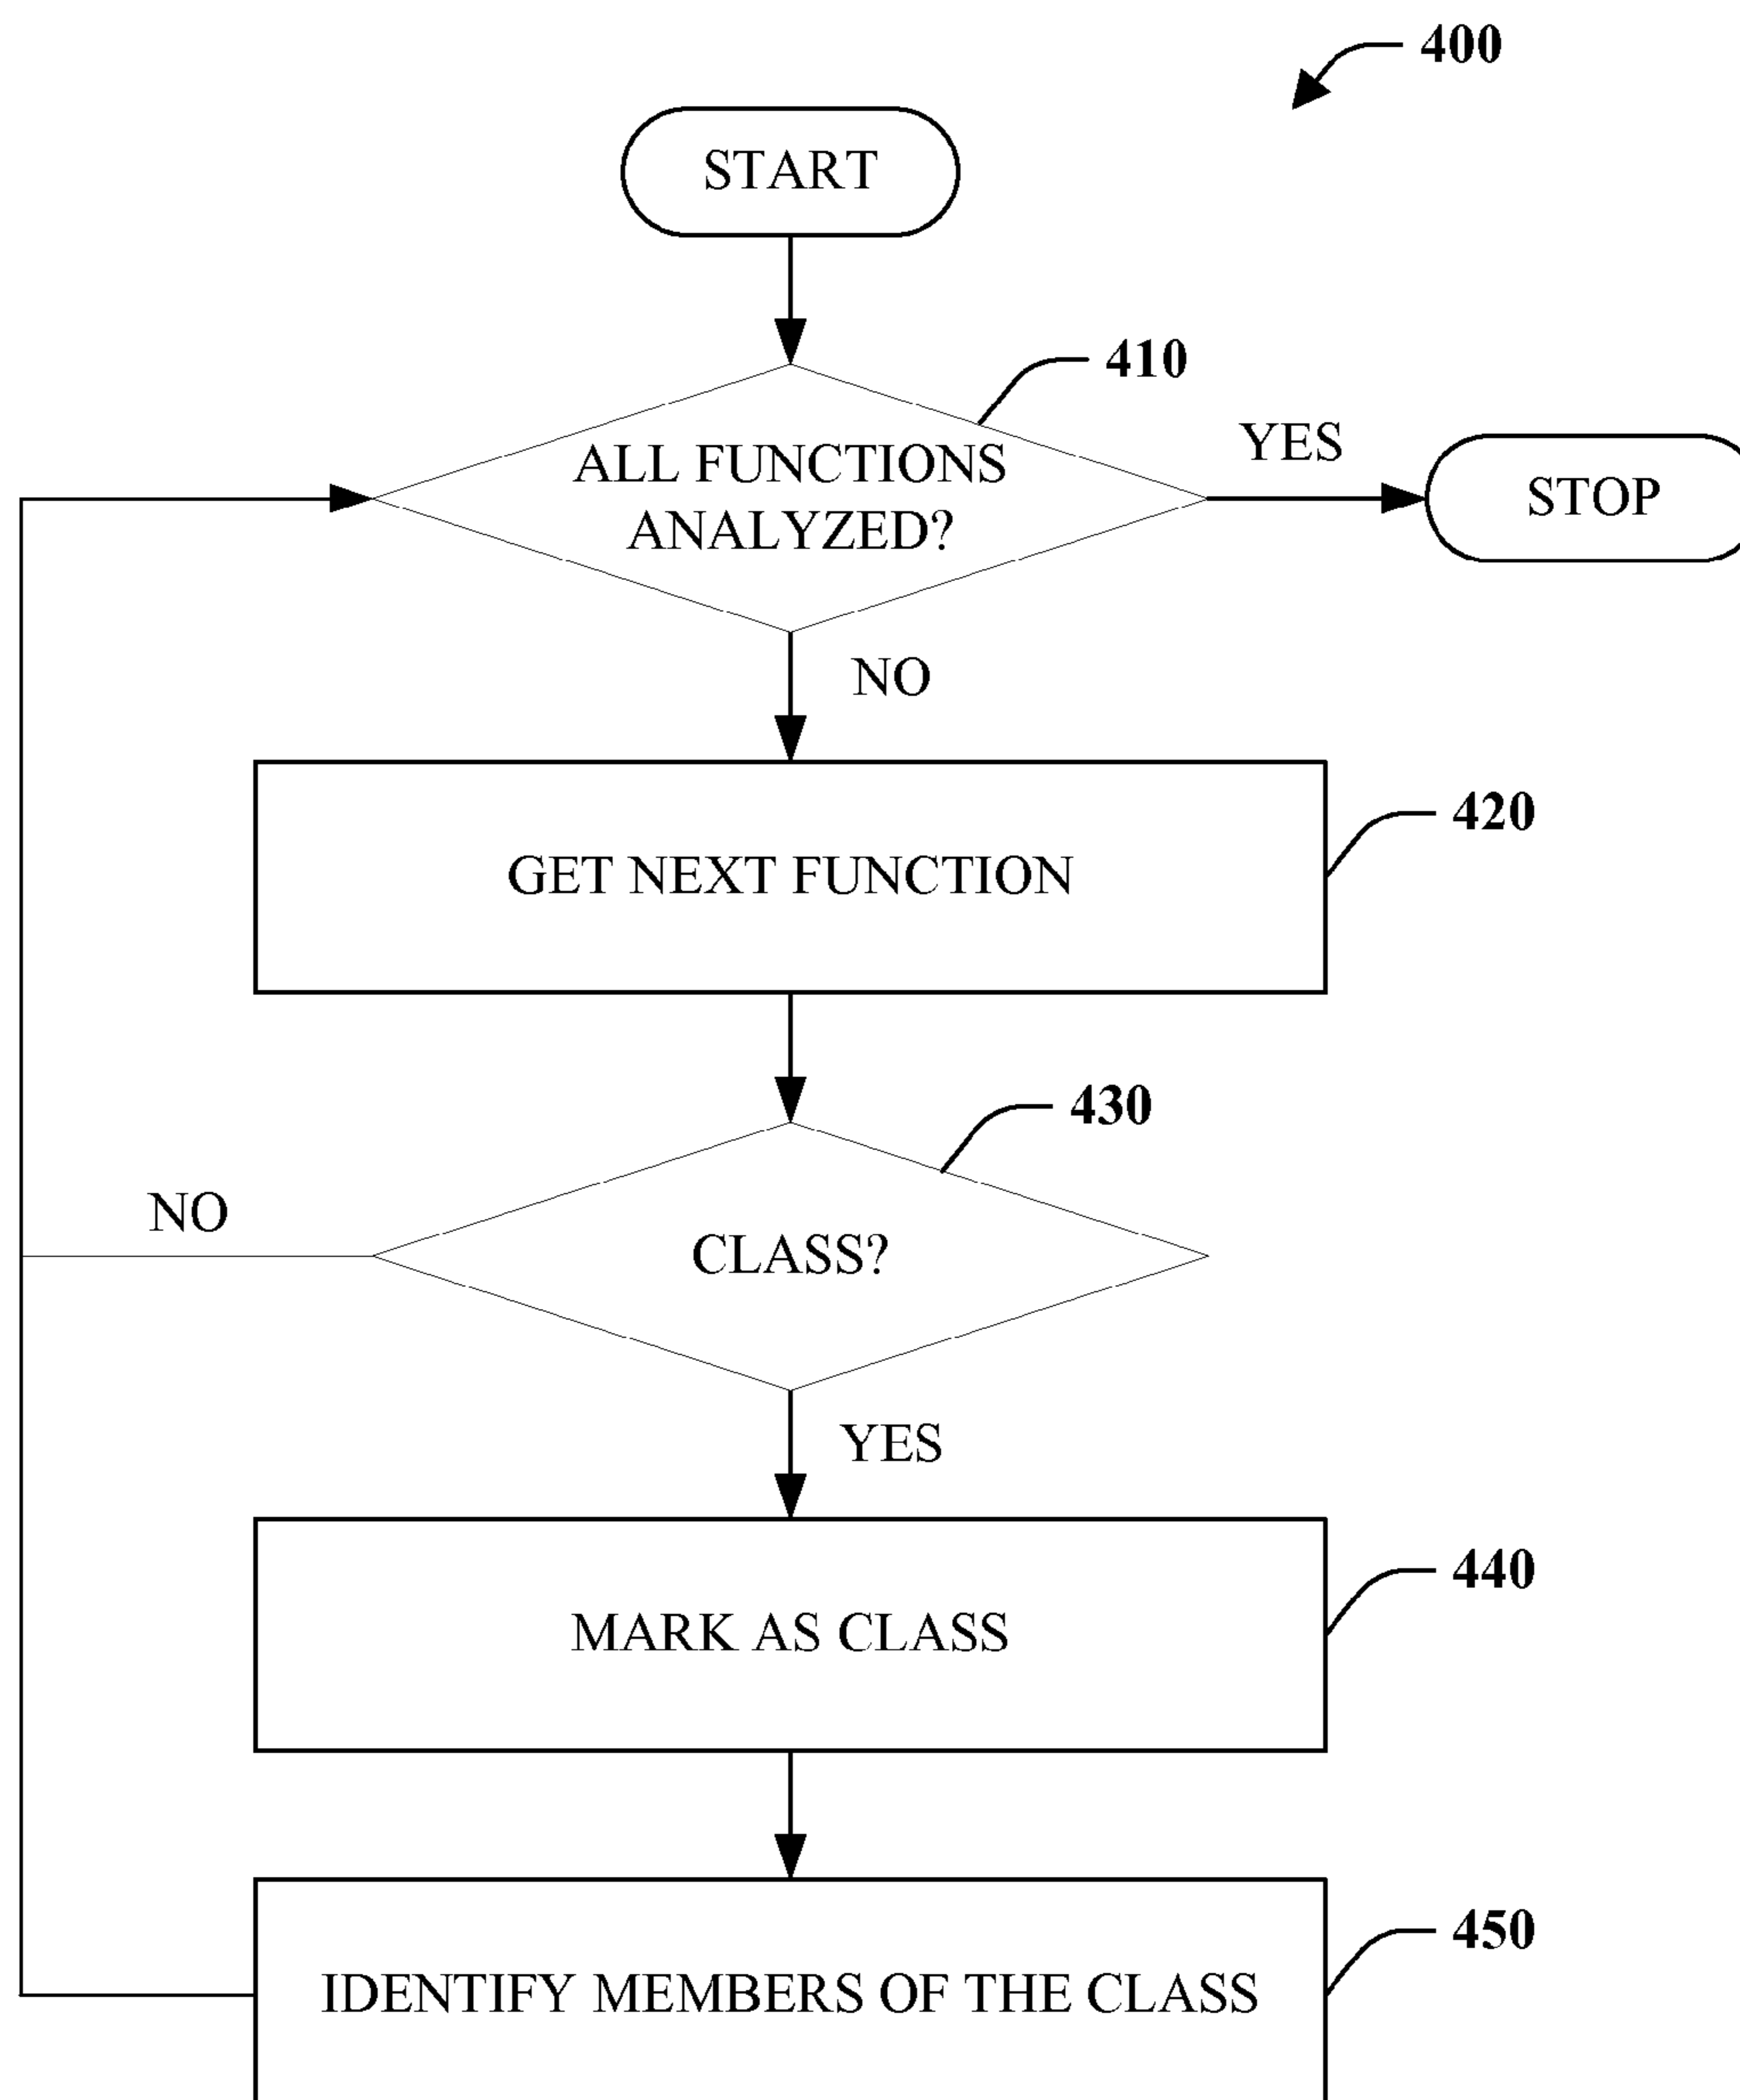 400
START
410
ALL FUNCTIONS
ANALYZED?
YES
STOP
NO
GET NEXT FUNCTION
420
430
NO
CLASS?
YES
MARK AS CLASS
440
IDENTIFY MEMBERS OF THE CLASS
450